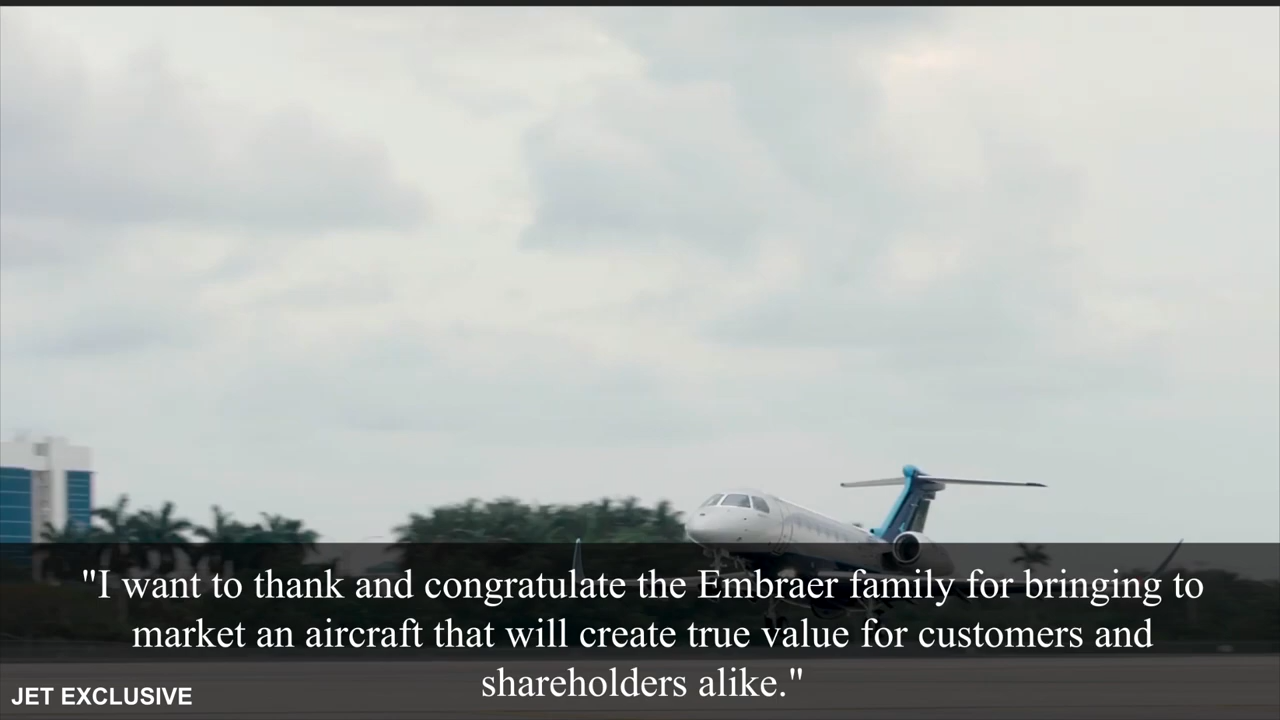 "I want to thank and congratulate the Embraer family for bringing to
market an aircraft that will create true value for customers and
shareholders alike."
JET EXCLUSIVE